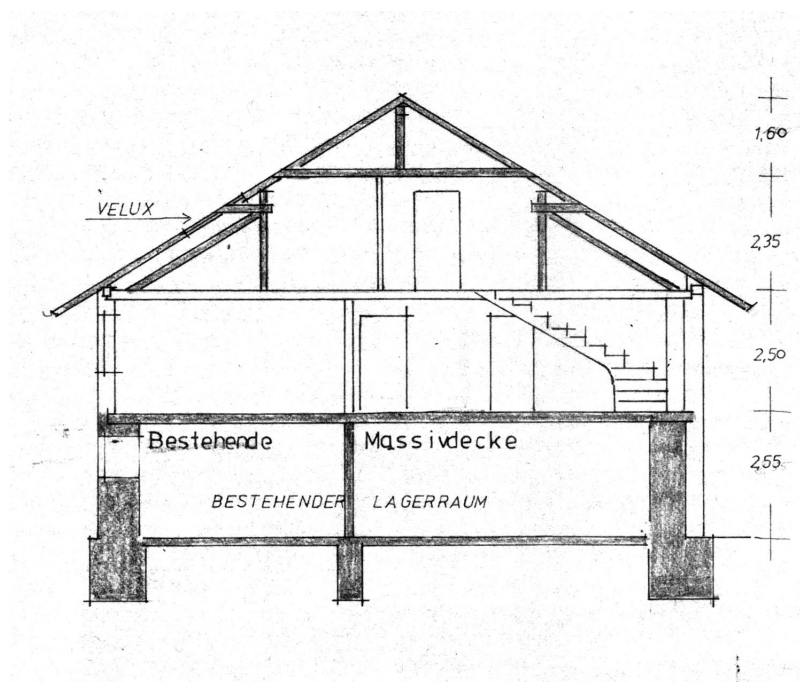 1,60
VELUX
2,35
2,50
Bestehende Massivdecke
2,55
BESTEHENDER LAGERRAUM